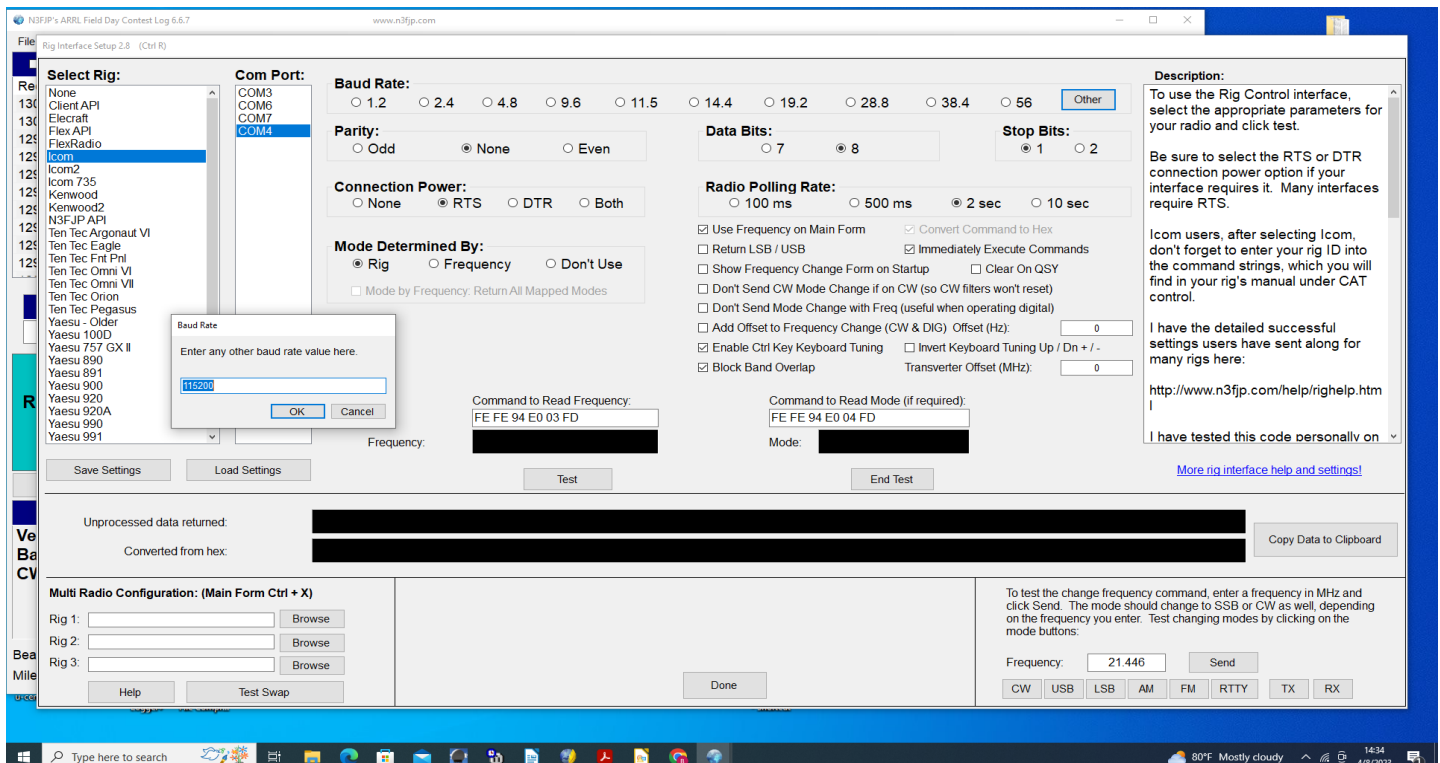 N3FJP's ARRL Field Day Contest Log 6.6.7
www.n3fjp.com
File
Rig Interface Setup 2.8 (Ctrl R)
Select Rig:
None
Client API
Elecraft
Flex API
FlexRadio
Icom
Icom2
Icom 735
Kenwood
Kenwood2
N3FJP API
Ten Tec Argonaut VI
Ten Tec Eagle
Ten Tec Fnt Pnl
Ten Tec Omni VI
Ten Tec Omni VII
Ten Tec Orion
Ten Tec Pegasus
Yaesu - Older
Yaesu 100D
Yaesu 757 GX II
Yaesu 890
Yaesu 891
Yaesu 900
Yaesu 920
Yaesu 920A
Yaesu 990
Yaesu 991
Com Port:
COM3
COM6
COM7
COM4
Baud Rate:
1.2 2.4 4.8 9.6 11.5 14.4 19.2 28.8 38.4 56 Other
Parity:
Odd None Even
Data Bits:
7 8
Stop Bits:
1 2
Connection Power:
None RTS DTR Both
Radio Polling Rate:
100 ms 500 ms 2 sec 10 sec
Mode Determined By:
Rig Frequency Don't Use
Mode by Frequency: Return All Mapped Modes
Use Frequency on Main Form Convert Command to Hex
Return LSB / USB Immediately Execute Commands
Show Frequency Change Form on Startup Clear On QSY
Don't Send CW Mode Change if on CW (so CW filters won't reset)
Don't Send Mode Change with Freq (useful when operating digital)
Add Offset to Frequency Change (CW & DIG) Offset (Hz): 0
Enable Ctrl Key Keyboard Tuning Invert Keyboard Tuning Up / Dn + / -
Block Band Overlap Transverter Offset (MHz): 0
Baud Rate
Enter any other baud rate value here.
115200
OK Cancel
Command to Read Frequency:
FE FE 94 E0 03 FD
Frequency:
Command to Read Mode (if required):
FE FE 94 E0 04 FD
Mode:
Test
End Test
Save Settings Load Settings
Description:
To use the Rig Control interface,
select the appropriate parameters for
your radio and click test.
Be sure to select the RTS or DTR
connection power option if your
interface requires it. Many interfaces
require RTS.
Icom users, after selecting Icom,
don't forget to enter your rig ID into
the command strings, which you will
find in your rig's manual under CAT
control.
I have the detailed successful
settings users have sent along for
many rigs here:
http://www.n3fjp.com/help/righelp.htm
l
I have tested this code personally on
More rig interface help and settings!
Unprocessed data returned:
Converted from hex:
Copy Data to Clipboard
Multi Radio Configuration: (Main Form Ctrl + X)
Rig 1: Browse
Rig 2: Browse
Rig 3: Browse
Help Test Swap
Done
To test the change frequency command, enter a frequency in MHz and
click Send. The mode should change to SSB or CW as well, depending
on the frequency you enter. Test changing modes by clicking on the
mode buttons:
Frequency: 21.446 Send
CW USB LSB AM FM RTTY TX RX
Type here to search
80°F Mostly cloudy
14:34
4/8/2023